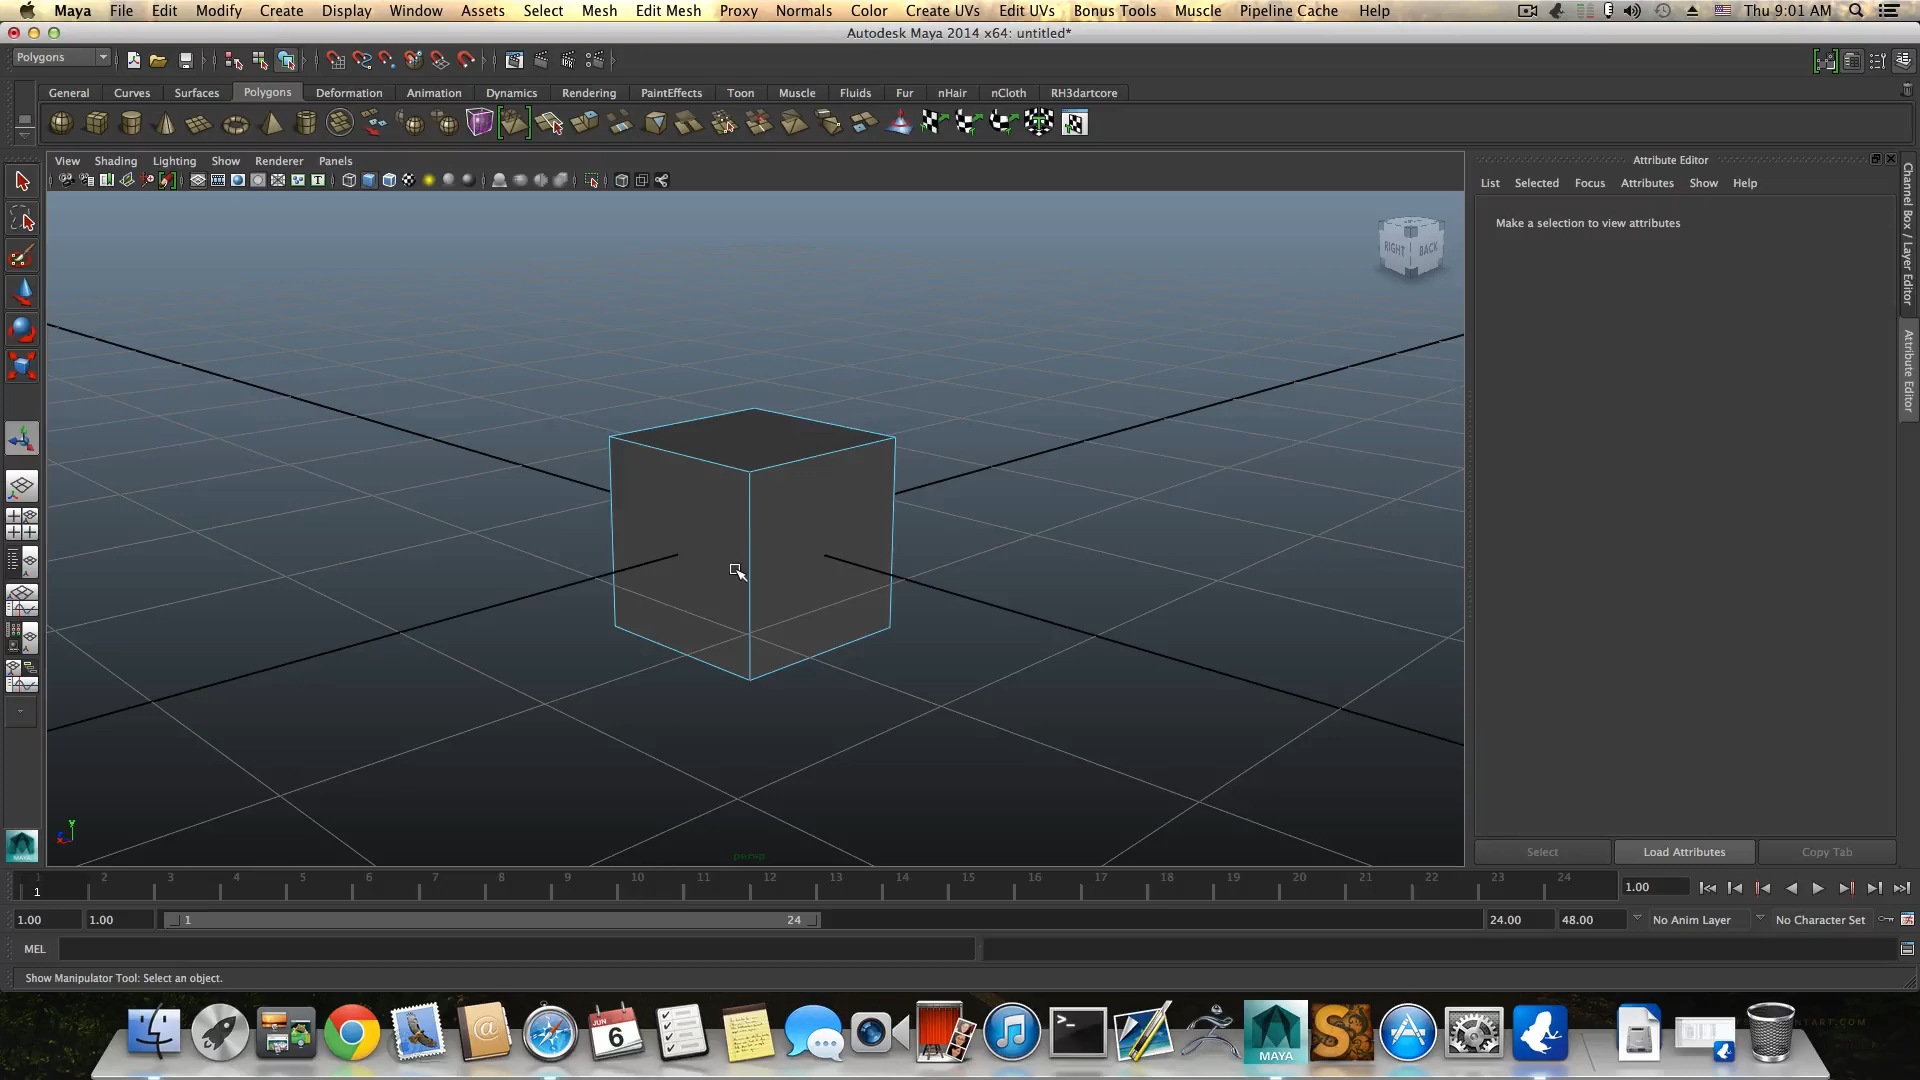 Maya File Edit Modify Create Display Window Assets Select Mesh Edit Mesh Proxy Normals Color Create UVs Edit UVs Bonus Tools Muscle Pipeline Cache Help Thu 9:01 AM
Autodesk Maya 2014 x64: untitled*
Polygons
General Curves Surfaces Polygons Deformation Animation Dynamics Rendering PaintEffects Toon Muscle Fluids Fur nHair nCloth RH3dartcore
View Shading Lighting Show Renderer Panels
Attribute Editor
List Selected Focus Attributes Show Help
Make a selection to view attributes
RIGHT BACK
Channel Box / Layer Editor
Attribute Editor
y
persp
MAYA
Select Load Attributes Copy Tab
1 2 3 4 5 6 7 8 9 10 11 12 13 14 15 16 17 18 19 20 21 22 23 24
1
1.00
1.00 1.00 1 24 24.00 48.00 No Anim Layer No Character Set
MEL
Show Manipulator Tool: Select an object.
JUN
6
MAYA